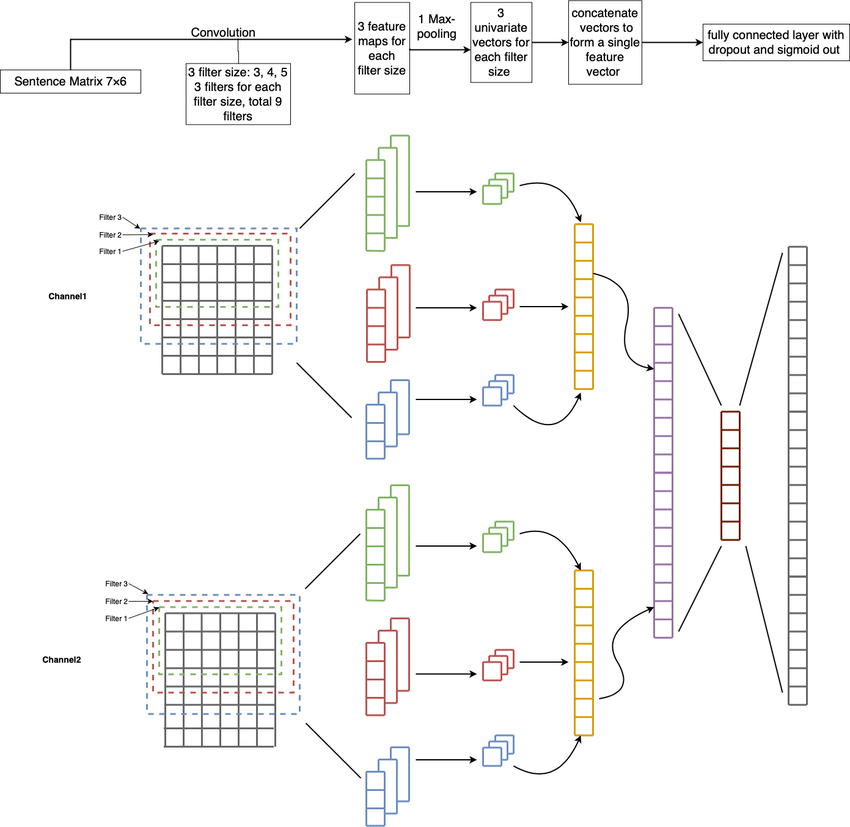 Sentence Matrix 7×6
Convolution
3 filter size: 3, 4, 5
3 filters for each
filter size, total 9
filters
3 feature
maps for
each
filter size
1 Max-
pooling
3
univariate
vectors for
each filter
size
concatenate
vectors to
form a single
feature
vector
fully connected layer with
dropout and sigmoid out
Filter 3
Filter 2
Filter 1
Channel1
Filter 3
Filter 2
Filter 1
Channel2